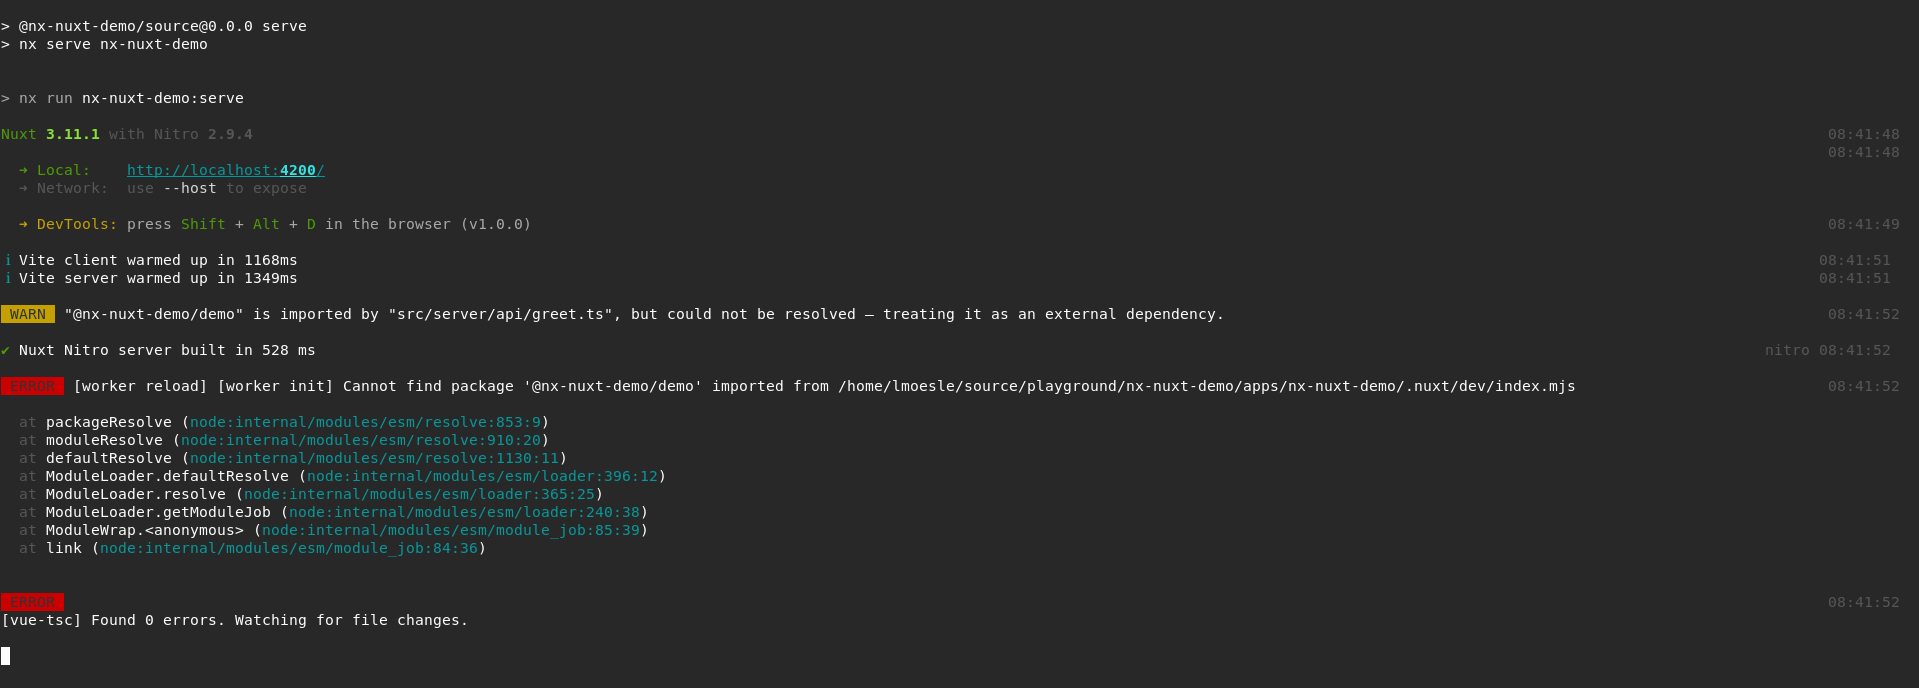 > @nx-nuxt-demo/source@0.0.0 serve
> nx serve nx-nuxt-demo
> nx run nx-nuxt-demo:serve
Nuxt 3.11.1 with Nitro 2.9.4 08:41:48
08:41:48
➜ Local: http://localhost:4200/
➜ Network: use --host to expose
➜ DevTools: press Shift + Alt + D in the browser (v1.0.0) 08:41:49
ℹ Vite client warmed up in 1168ms 08:41:51
ℹ Vite server warmed up in 1349ms 08:41:51
WARN "@nx-nuxt-demo/demo" is imported by "src/server/api/greet.ts", but could not be resolved – treating it as an external dependency. 08:41:52
✔ Nuxt Nitro server built in 528 ms nitro 08:41:52
ERROR [worker reload] [worker init] Cannot find package '@nx-nuxt-demo/demo' imported from /home/lmoesle/source/playground/nx-nuxt-demo/apps/nx-nuxt-demo/.nuxt/dev/index.mjs 08:41:52
at packageResolve (node:internal/modules/esm/resolve:853:9)
at moduleResolve (node:internal/modules/esm/resolve:910:20)
at defaultResolve (node:internal/modules/esm/resolve:1130:11)
at ModuleLoader.defaultResolve (node:internal/modules/esm/loader:396:12)
at ModuleLoader.resolve (node:internal/modules/esm/loader:365:25)
at ModuleLoader.getModuleJob (node:internal/modules/esm/loader:240:38)
at ModuleWrap.<anonymous> (node:internal/modules/esm/module_job:85:39)
at link (node:internal/modules/esm/module_job:84:36)
ERROR 08:41:52
[vue-tsc] Found 0 errors. Watching for file changes.